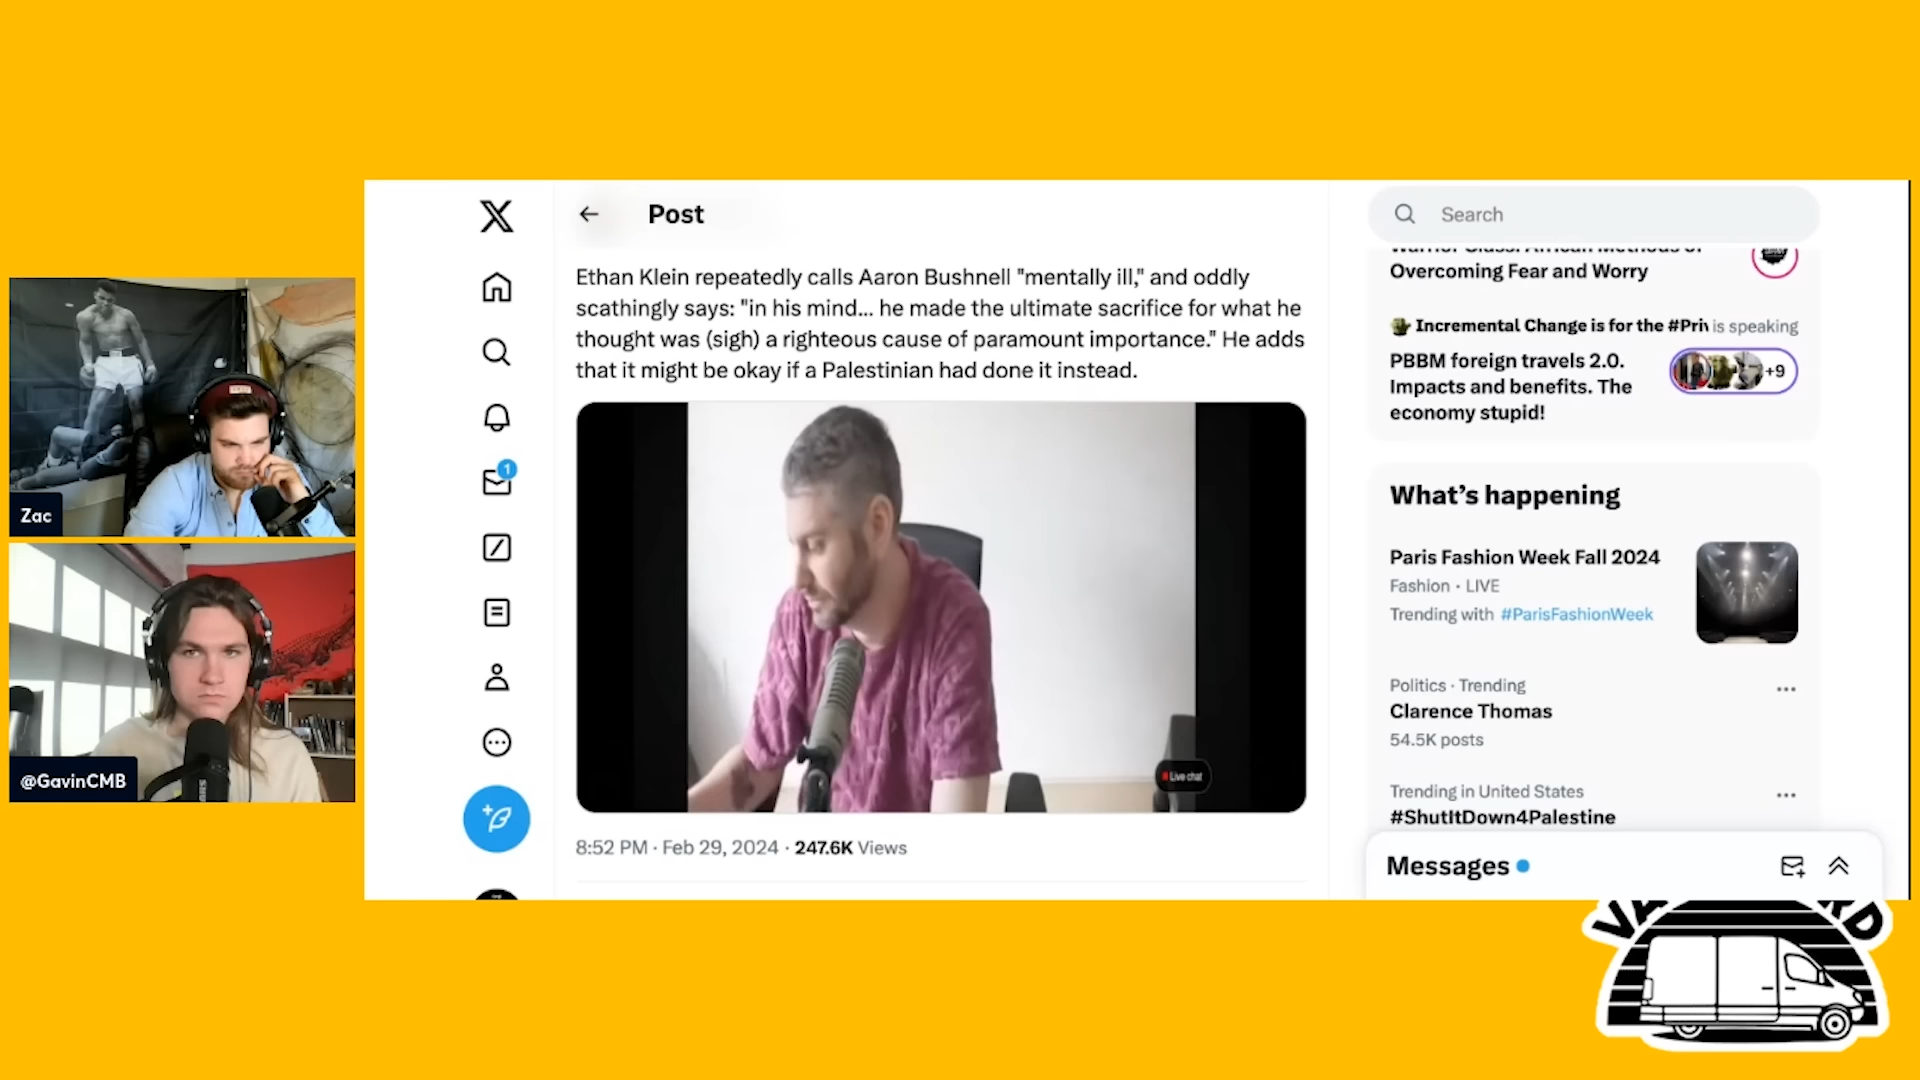 Post
Ethan Klein repeatedly calls Aaron Bushnell "mentally ill," and oddly
scathingly says: "in his mind... he made the ultimate sacrifice for what he
thought was (sigh) a righteous cause of paramount importance." He adds
that it might be okay if a Palestinian had done it instead.
Live chat
8:52 PM · Feb 29, 2024 · 247.6K Views
1
Zac
@GavinCMB
Search
Overcoming Fear and Worry
Incremental Change is for the #Priv is speaking
PBBM foreign travels 2.0.
Impacts and benefits. The
economy stupid!
+9
What's happening
Paris Fashion Week Fall 2024
Fashion · LIVE
Trending with #ParisFashionWeek
Politics · Trending
Clarence Thomas
54.5K posts
Trending in United States
#ShutItDown4Palestine
Messages